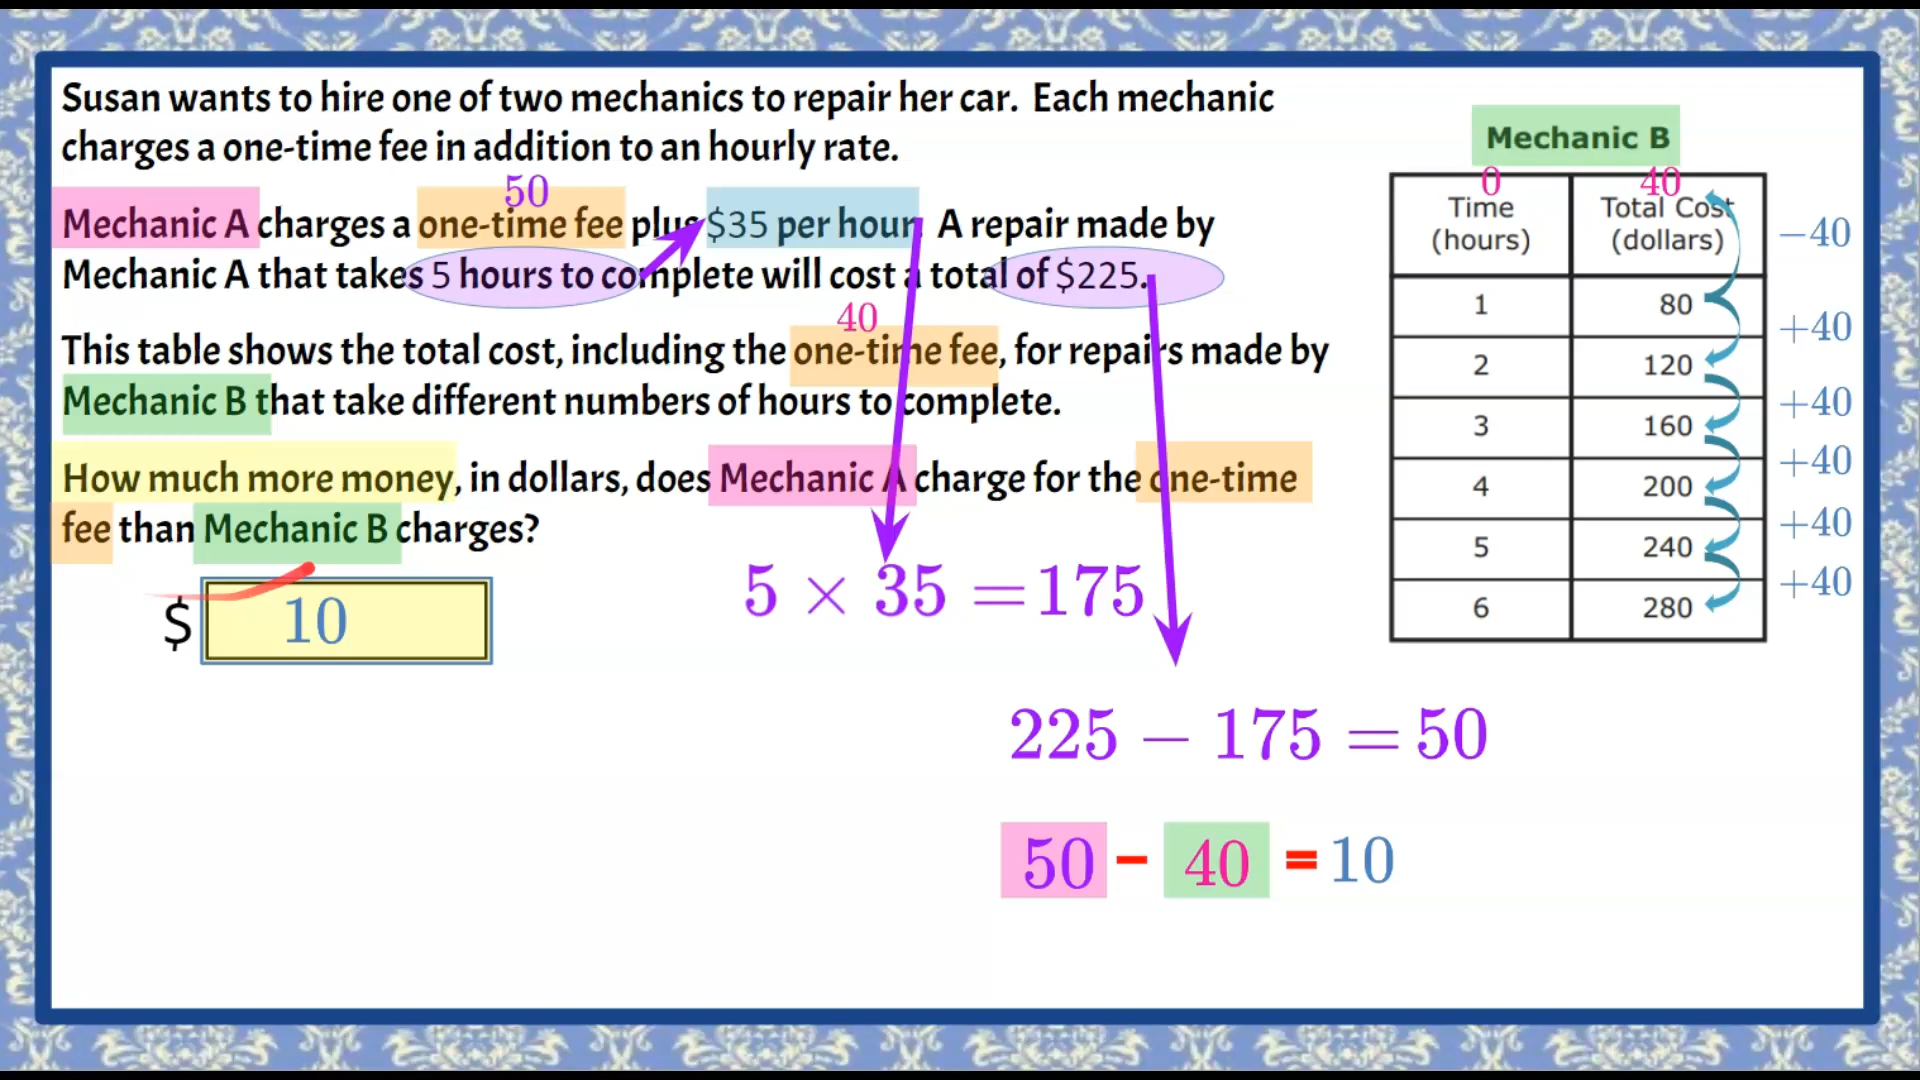 Susan wants to hire one of two mechanics to repair her car. Each mechanic
charges a one-time fee in addition to an hourly rate.
50
Mechanic A charges a one-time fee plus $35 per hour. A repair made by
Mechanic A that takes 5 hours to complete will cost a total of $225.
40
This table shows the total cost, including the one-time fee, for repairs made by
Mechanic B that take different numbers of hours to complete.
How much more money, in dollars, does Mechanic A charge for the one-time
fee than Mechanic B charges?
$ 10
5 × 35 = 175
225 − 175 = 50
50 - 40 = 10
Mechanic B
0 40
Time Total Cost
(hours) (dollars)
−40
1 80
+40
2 120
+40
3 160
+40
4 200
+40
5 240
+40
6 280